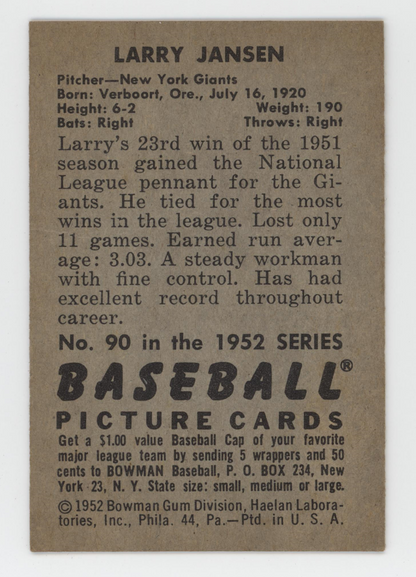 LARRY JANSEN
Pitcher—New York Giants
Born: Verboort, Ore., July 16, 1920
Height: 6-2 Weight: 190
Bats: Right Throws: Right
Larry's 23rd win of the 1951
season gained the National
League pennant for the Gi-
ants. He tied for the most
wins in the league. Lost only
11 games. Earned run aver-
age: 3.03. A steady workman
with fine control. Has had
excellent record throughout
career.
No. 90 in the 1952 SERIES
BASEBALL®
PICTURE CARDS
Get a $1.00 value Baseball Cap of your favorite
major league team by sending 5 wrappers and 50
cents to BOWMAN Baseball, P. O. BOX 234, New
York 23, N. Y. State size: small, medium or large.
© 1952 Bowman Gum Division, Haelan Labora-
tories, Inc., Phila. 44, Pa.—Ptd. in U. S. A.